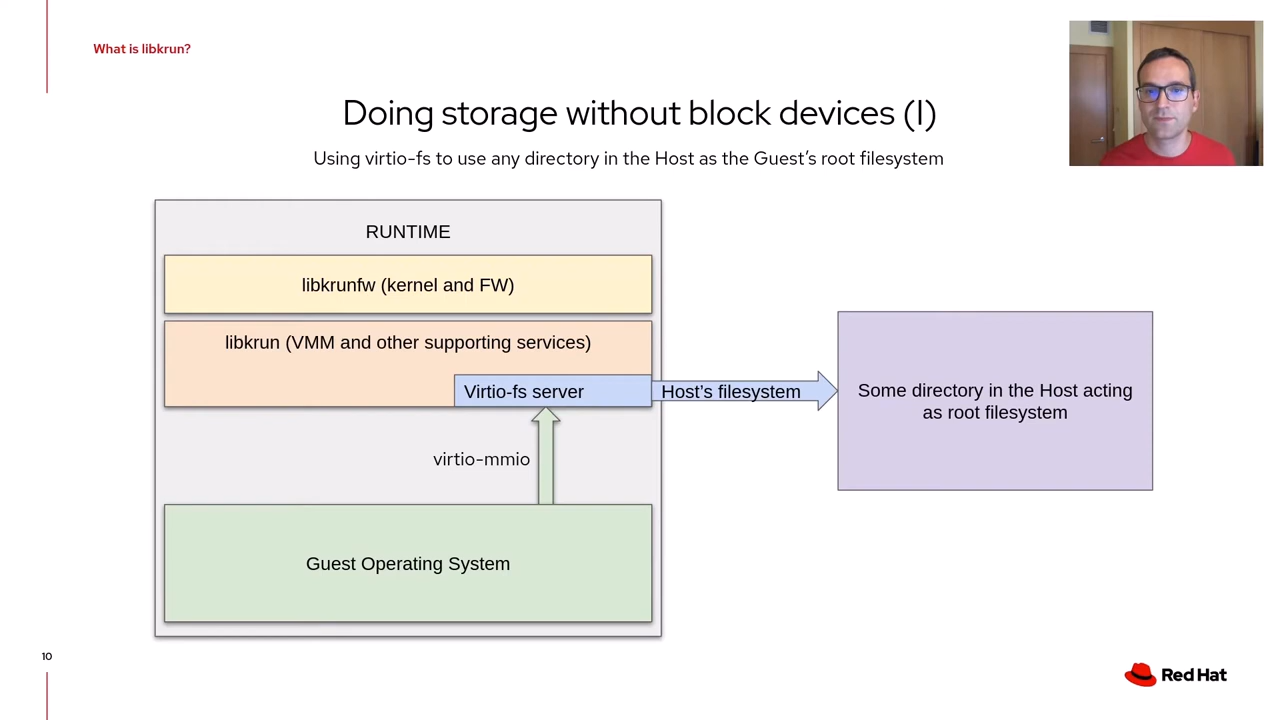 What is libkrun?
Doing storage without block devices (I)
Using virtio-fs to use any directory in the Host as the Guest's root filesystem
RUNTIME
libkrunfw (kernel and FW)
libkrun (VMM and other supporting services)
Virtio-fs server
Host's filesystem
Some directory in the Host acting
as root filesystem
virtio-mmio
Guest Operating System
10
Red Hat